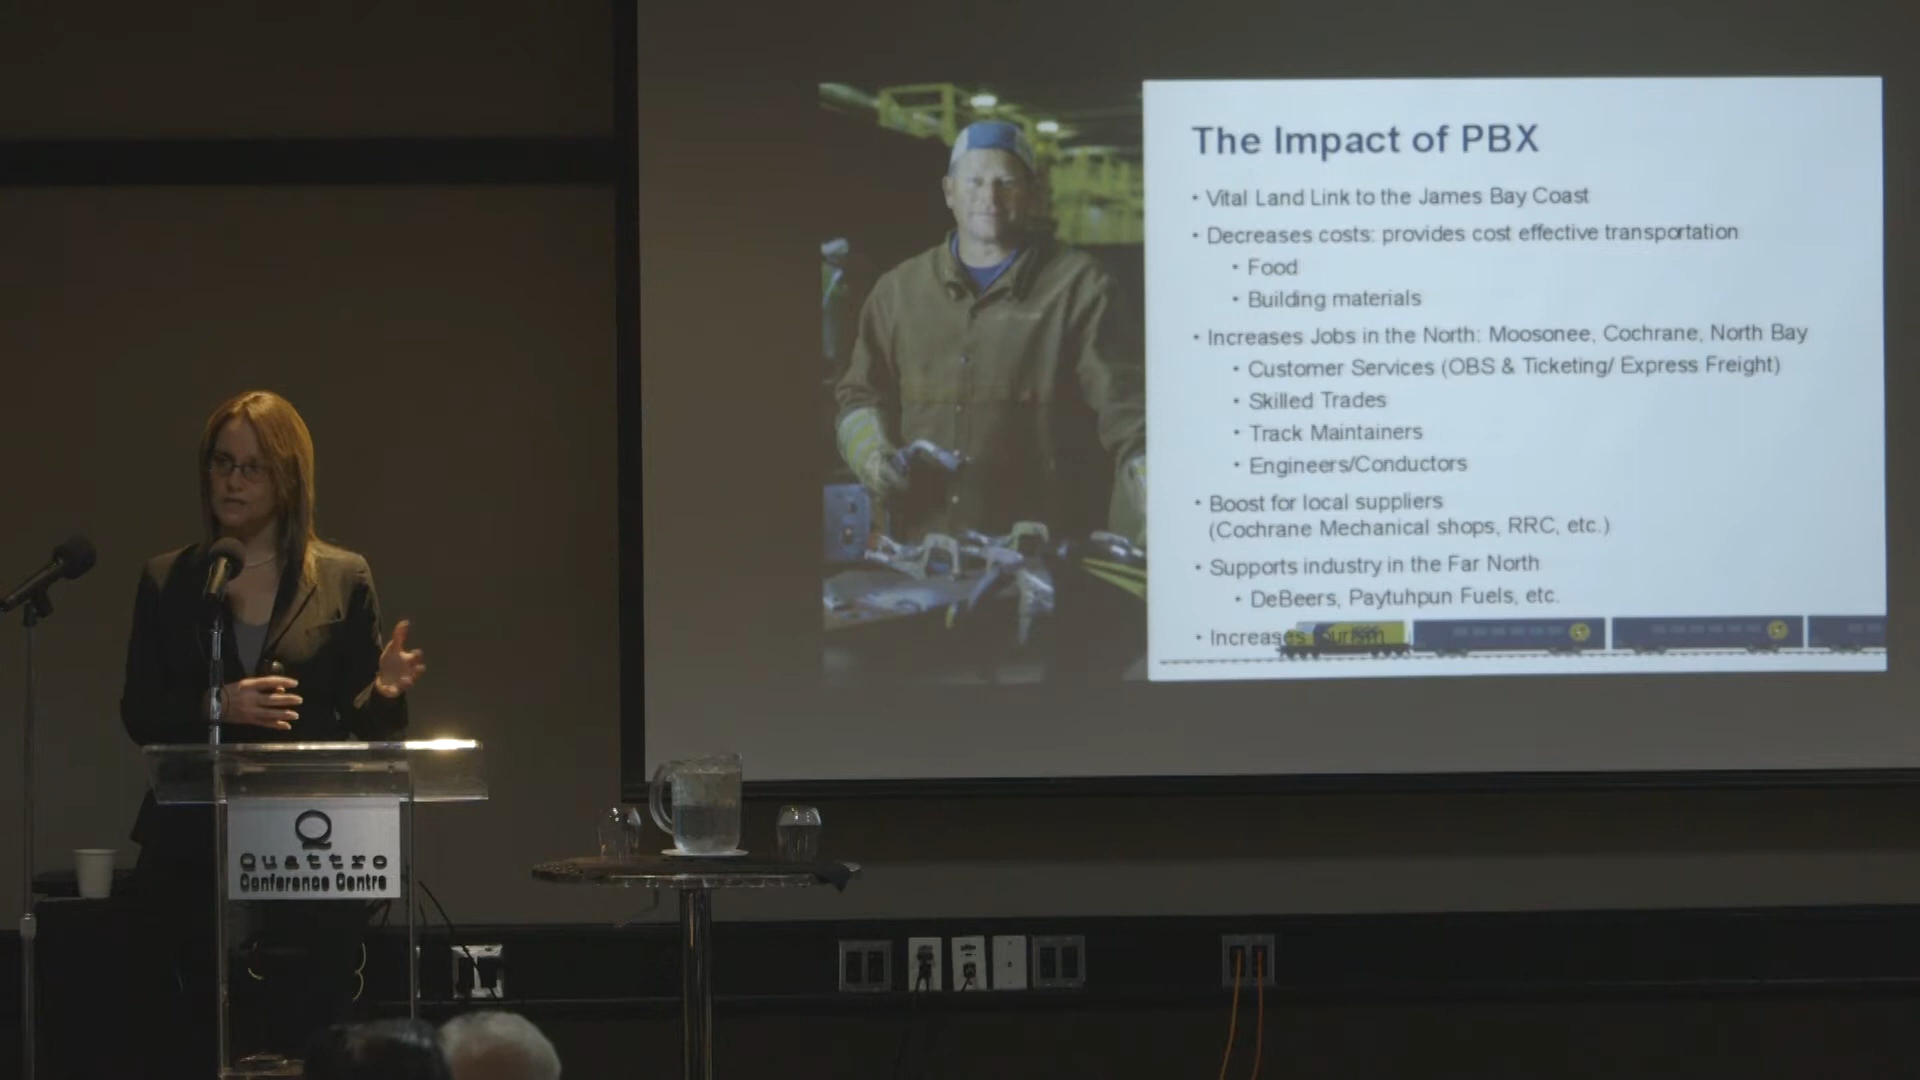 The Impact of PBX
• Vital Land Link to the James Bay Coast
• Decreases costs: provides cost effective transportation
• Food
• Building materials
• Increases Jobs in the North: Moosonee, Cochrane, North Bay
• Customer Services (OBS & Ticketing/ Express Freight)
• Skilled Trades
• Track Maintainers
• Engineers/Conductors
• Boost for local suppliers
(Cochrane Mechanical shops, RRC, etc.)
• Supports industry in the Far North
• DeBeers, Paytuhpun Fuels, etc.
• Increases Tourism
Q
Quattro
Conference Centre